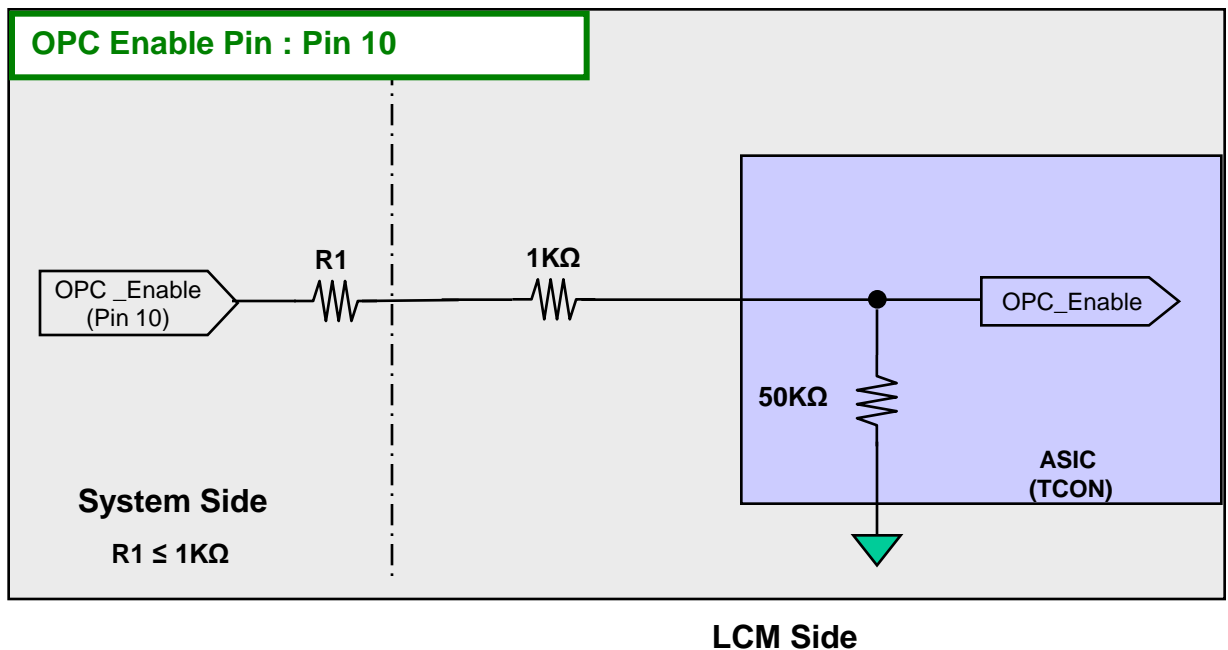 OPC Enable Pin : Pin 10
R1
1KΩ
OPC _Enable
(Pin 10)
OPC_Enable
50KΩ
ASIC
(TCON)
System Side
R1 ≤ 1KΩ
LCM Side